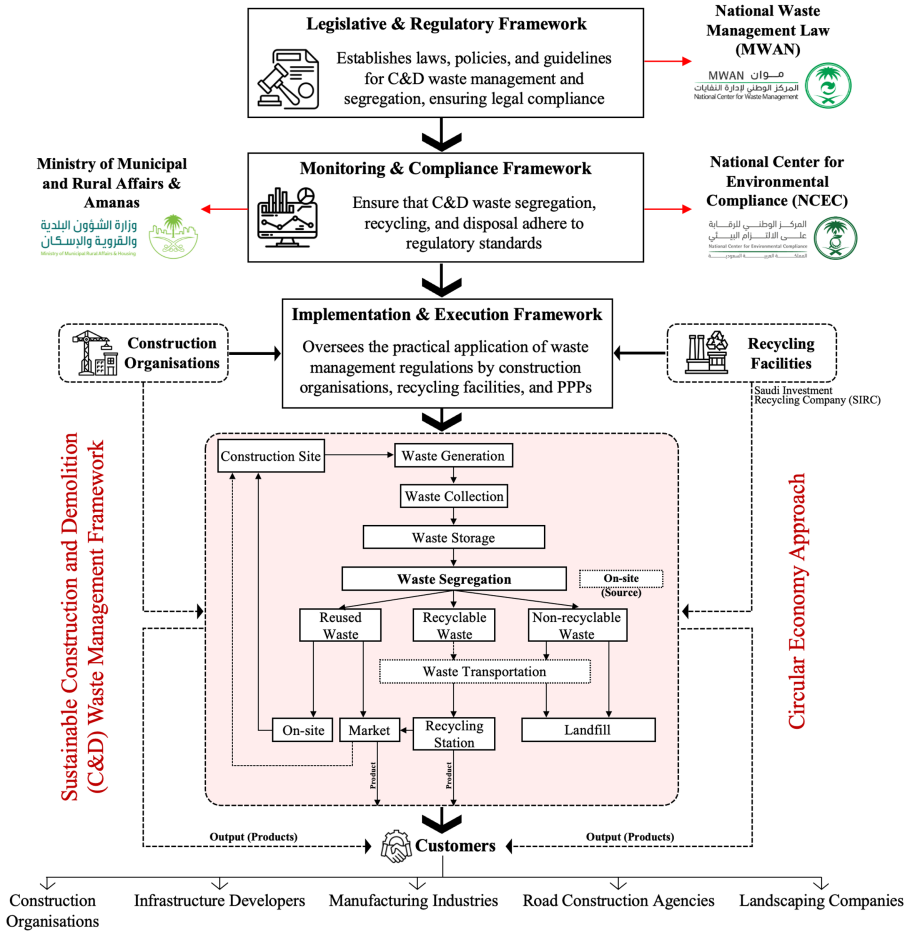 Legislative & Regulatory Framework
Establishes laws, policies, and guidelines
for C&D waste management and
segregation, ensuring legal compliance
National Waste
Management Law
(MWAN)
MWAN موان
المركز الوطني لإدارة النفايات
National Center for Waste Management
Ministry of Municipal
and Rural Affairs &
Amanas
وزارة الشؤون البلدية
والقروية والإسكان
Ministry of Municipal Rural Affairs & Housing
Monitoring & Compliance Framework
Ensure that C&D waste segregation,
recycling, and disposal adhere to
regulatory standards
National Center for
Environmental
Compliance (NCEC)
المركز الوطني للرقابة
على الالتزام البيئي
National Center for Environmental Compliance
المملكة العربية السعودية
Construction
Organisations
Implementation & Execution Framework
Oversees the practical application of waste
management regulations by construction
organisations, recycling facilities, and PPPs
Recycling
Facilities
Saudi Investment
Recycling Company (SIRC)
Sustainable Construction and Demolition
(C&D) Waste Management Framework
Circular Economy Approach
Construction Site
Waste Generation
Waste Collection
Waste Storage
Waste Segregation
On-site
(Source)
Reused
Waste
Recyclable
Waste
Non-recyclable
Waste
Waste Transportation
On-site
Market
Recycling
Station
Landfill
Product
Product
Output (Products)
Customers
Output (Products)
Construction
Organisations
Infrastructure Developers
Manufacturing Industries
Road Construction Agencies
Landscaping Companies